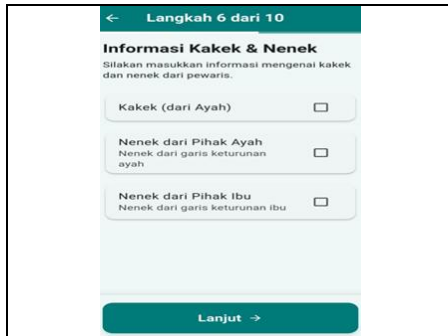 ← Langkah 6 dari 10
Informasi Kakek & Nenek
Silakan masukkan informasi mengenai kakek
dan nenek dari pewaris.
Kakek (dari Ayah)
Nenek dari Pihak Ayah
Nenek dari garis keturunan
ayah
Nenek dari Pihak Ibu
Nenek dari garis keturunan ibu
Lanjut →